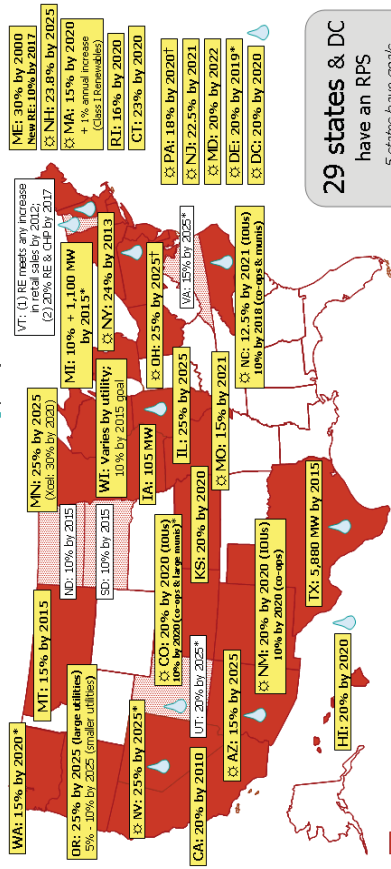 WA: 15% by 2020*
OR: 25% by 2025 (large utilities)
5% - 10% by 2025 (smaller utilities)
MT: 15% by 2015
☼ NV: 25% by 2025*
CA: 20% by 2010
UT: 20% by 2025*
☼ AZ: 15% by 2025
☼ CO: 20% by 2020 (IOUs)
10% by 2020 (co-ops & large munis)*
☼ NM: 20% by 2020 (IOUs)
10% by 2020 (co-ops)
HI: 20% by 2020
TX: 5,880 MW by 2015
ND: 10% by 2015
SD: 10% by 2015
KS: 20% by 2020
MN: 25% by 2025
(Xcel: 30% by 2020)
WI: Varies by utility;
10% by 2015 goal
IA: 105 MW
IL: 25% by 2025
☼ MO: 15% by 2021
MI: 10% + 1,100 MW
by 2015*
☼ OH: 25% by 2025†
☼ NY: 24% by 2013
VT: (1) RE meets any increase
in retail sales by 2012;
(2) 20% RE & CHP by 2017
VA: 15% by 2025*
☼ NC: 12.5% by 2021 (IOUs)
10% by 2018 (co-ops & munis)
ME: 30% by 2000
New RE: 10% by 2017
☼ NH: 23.8% by 2025
☼ MA: 15% by 2020
+ 1% annual increase
(Class I Renewables)
RI: 16% by 2020
CT: 23% by 2020
☼ PA: 18% by 2020†
☼ NJ: 22.5% by 2021
☼ MD: 20% by 2022
☼ DE: 20% by 2019*
☼ DC: 20% by 2020
29 states & DC
have an RPS
5 states have goals